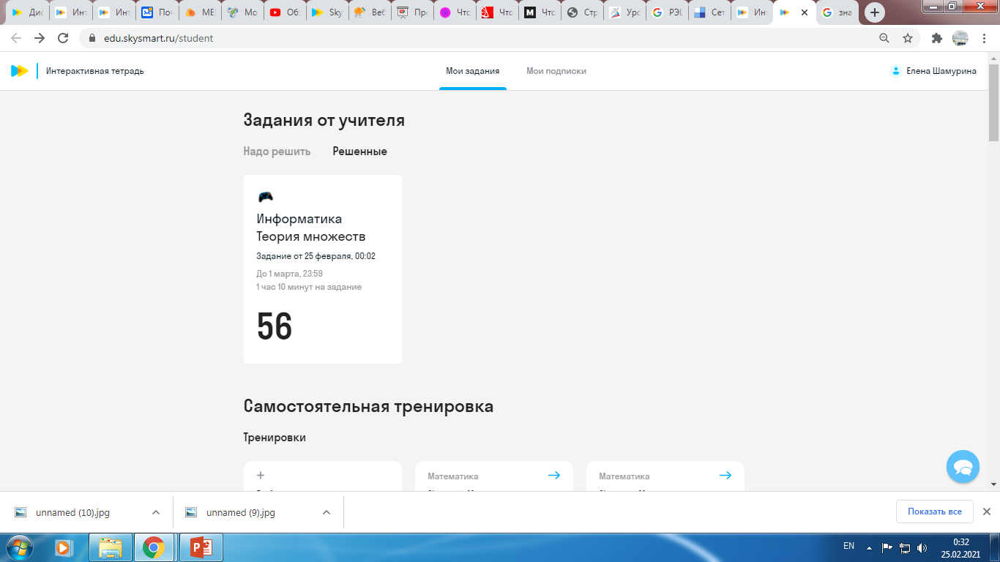 Дис
Инт
Инт
Поч
МЕ
Мо
Об
Sky
Веб
Пре
Что
Что
Что
Стр
Уро
Сет
Инт
зна
edu.skysmart.ru/student
Интерактивная тетрадь
Мои задания
Мои подписки
Елена Шамурина
Задания от учителя
Надо решить
Решенные
Информатика
Теория множеств
Задание от 25 февраля, 00:02
До 1 марта, 23:59
1 час 10 минут на задание
56
Самостоятельная тренировка
Тренировки
Математика
Математика
unnamed (10).jpg
unnamed (9).jpg
Показать все
EN
0:32
25.02.2021